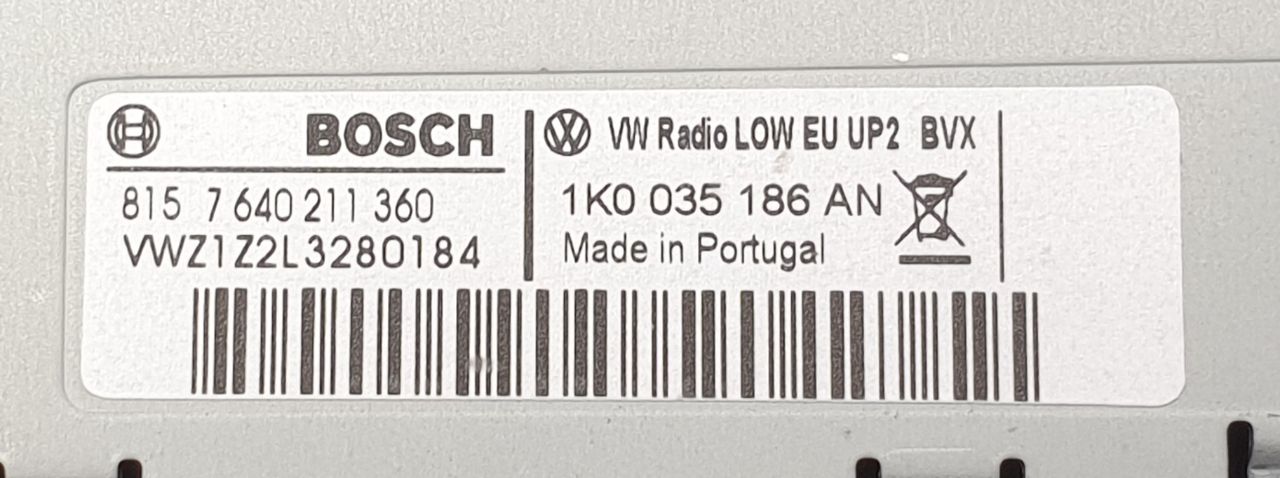 BOSCH
815 7 640 211 360
VWZ1Z2L3280184
VW Radio LOW EU UP2 BVX
1K0 035 186 AN
Made in Portugal